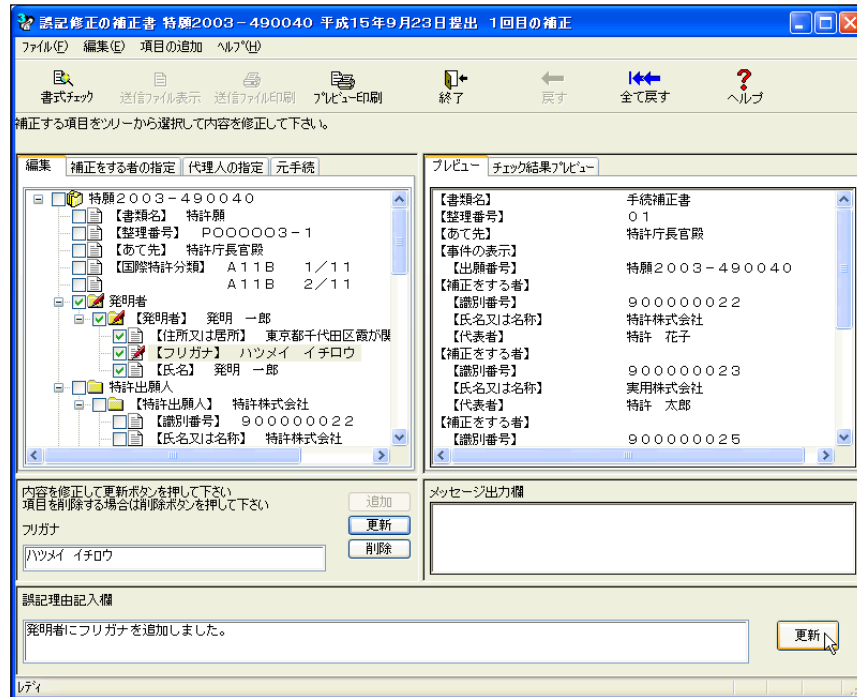 誤記修正の補正書 特願2003-490040 平成15年9月23日提出 1回目の補正
ファイル(F) 編集(E) 項目の追加 ヘルプ(H)
書式チェック 送信ファイル表示 送信ファイル印刷 プレビュー印刷 終了 戻す 全て戻す ヘルプ
補正する項目をツリーから選択して内容を修正して下さい。
編集 補正をする者の指定 代理人の指定 元手続
特願2003-490040
【書類名】 特許願
【整理番号】 P000003-1
【あて先】 特許庁長官殿
【国際特許分類】 A11B 1/11
A11B 2/11
発明者
【発明者】 発明 一郎
【住所又は居所】 東京都千代田区霞が
【フリガナ】 ハツメイ イチロウ
【氏名】 発明 一郎
特許出願人
【特許出願人】 特許株式会社
【識別番号】 900000022
【氏名又は名称】 特許株式会社
プレビュー チェック結果プレビュー
【書類名】 手続補正書
【整理番号】 01
【あて先】 特許庁長官殿
【事件の表示】
【出願番号】 特願2003-490040
【補正をする者】
【識別番号】 900000022
【氏名又は名称】 特許株式会社
【代表者】 特許 花子
【補正をする者】
【識別番号】 900000023
【氏名又は名称】 実用株式会社
【代表者】 特許 太郎
【補正をする者】
【識別番号】 900000025
内容を修正して更新ボタンを押して下さい
項目を削除する場合は削除ボタンを押して下さい
追加
フリガナ
更新
ハツメイ イチロウ
削除
メッセージ出力欄
誤記理由記入欄
発明者にフリガナを追加しました。
更新
レディ